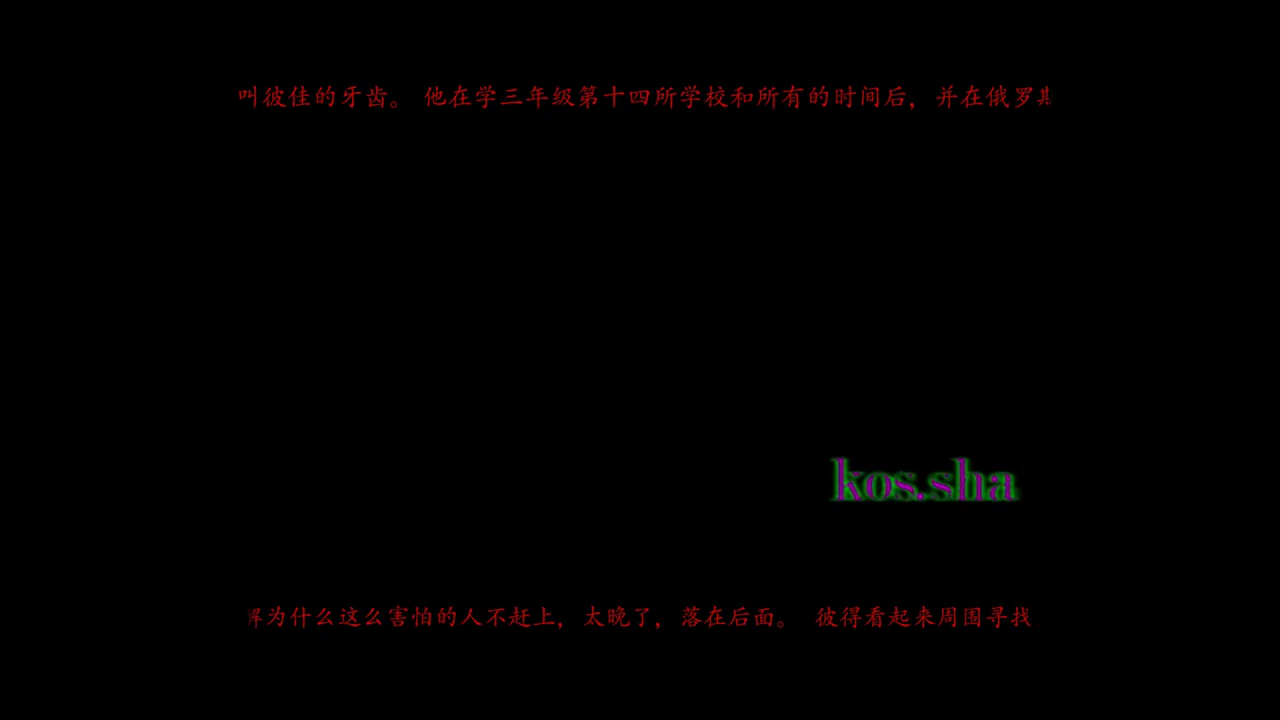 叫彼佳的牙齿。 他在学三年级第十四所学校和所有的时间后，并在俄罗
kos.sha
为什么这么害怕的人不赶上，太晚了，落在后面。 彼得看起来周围寻找